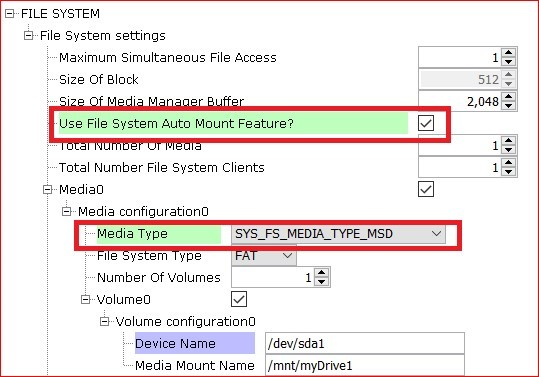 FILE SYSTEM
File System settings
Maximum Simultaneous File Access 1
Size Of Block 512
Size Of Media Manager Buffer 2,048
Use File System Auto Mount Feature?
Total Number Of Media 1
Total Number File System Clients 1
Media0
Media configuration0
Media Type SYS_FS_MEDIA_TYPE_MSD
File System Type FAT
Number Of Volumes 1
Volume0
Volume configuration0
Device Name /dev/sda1
Media Mount Name /mnt/myDrive1